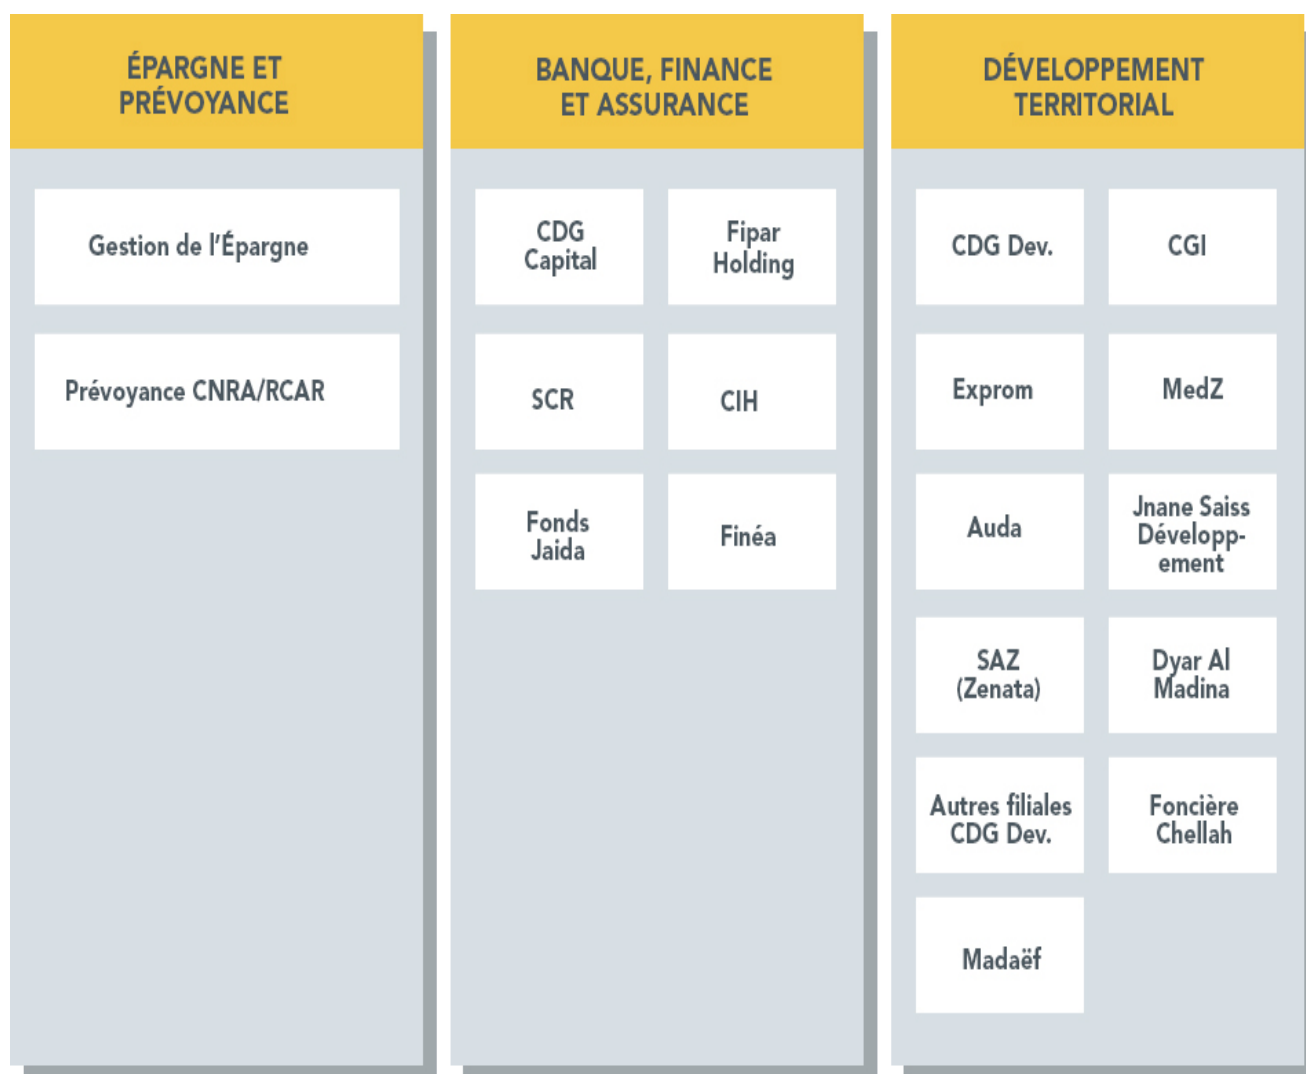 ÉPARGNE ET
PRÉVOYANCE
Gestion de l’Épargne
Prévoyance CNRA/RCAR
BANQUE, FINANCE
ET ASSURANCE
CDG
Capital
Fipar
Holding
SCR
CIH
Fonds
Jaida
Finéa
DÉVELOPPEMENT
TERRITORIAL
CDG Dev.
CGI
Exprom
MedZ
Auda
Jnane Saiss
Développ-
ement
SAZ
(Zenata)
Dyar Al
Madina
Autres filiales
CDG Dev.
Foncière
Chellah
Madaëf